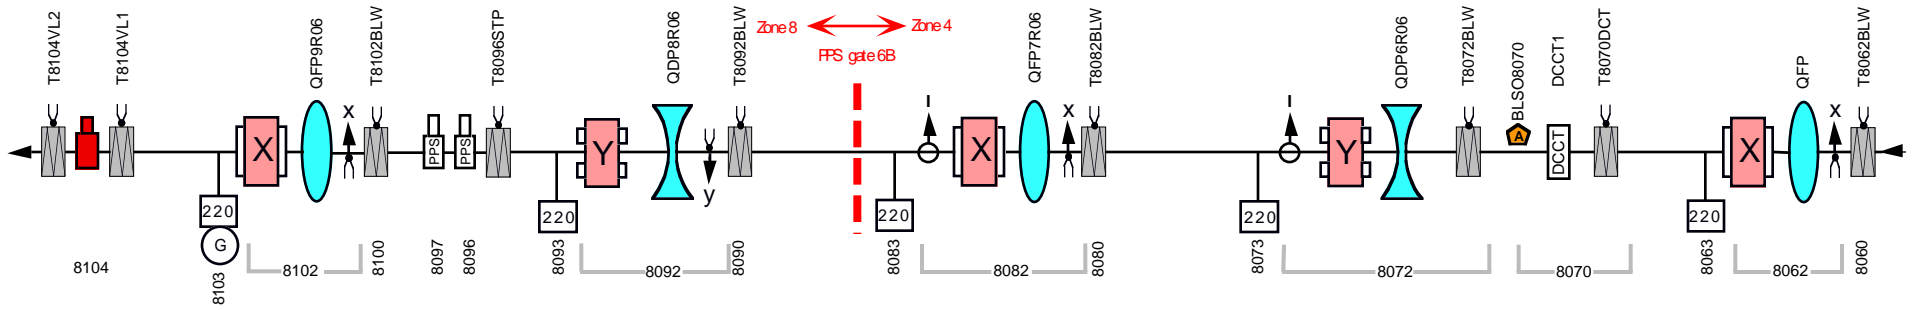 T8104VL2
T8104VL1
QFP9R06
T8102BLW
T8096STP
QDP8R06
T8092BLW
Zone 8
Zone 4
PPS gate 6B
QFP7R06
T8082BLW
QDP6R06
T8072BLW
BLSO8070
DCCT1
T8070DCT
QFP
T8062BLW
X
x
PPS
PPS
Y
y
I
X
x
I
Y
A
DCCT
X
x
220
G
220
220
220
220
8104
8103
8102
8100
8097
8096
8093
8092
8090
8083
8082
8080
8073
8072
8070
8063
8062
8060